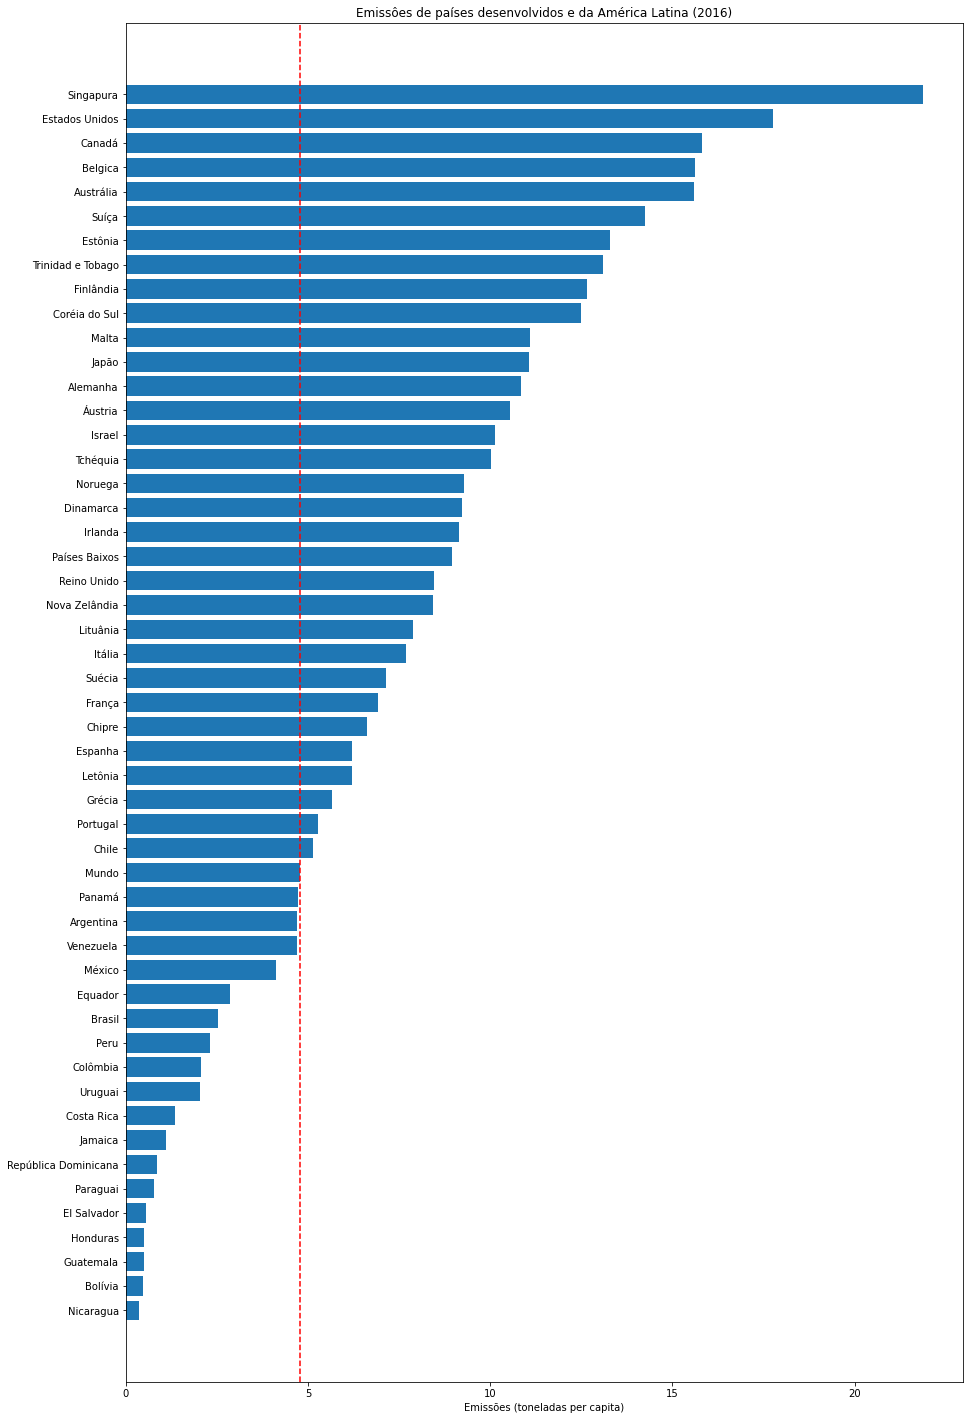 Emissões de países desenvolvidos e da América Latina (2016)
Singapura
Estados Unidos
Canadá
Belgica
Austrália
Suíça
Estônia
Trinidad e Tobago
Finlândia
Coréia do Sul
Malta
Japão
Alemanha
Áustria
Israel
Tchéquia
Noruega
Dinamarca
Irlanda
Países Baixos
Reino Unido
Nova Zelândia
Lituânia
Itália
Suécia
França
Chipre
Espanha
Letônia
Grécia
Portugal
Chile
Mundo
Panamá
Argentina
Venezuela
México
Equador
Brasil
Peru
Colômbia
Uruguai
Costa Rica
Jamaica
República Dominicana
Paraguai
El Salvador
Honduras
Guatemala
Bolívia
Nicaragua
0 5 10 15 20
Emissões (toneladas per capita)